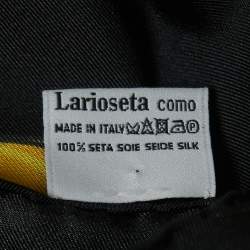 Larioseta como
MADE IN ITALY
100% SETA SOIE SEIDE SILK